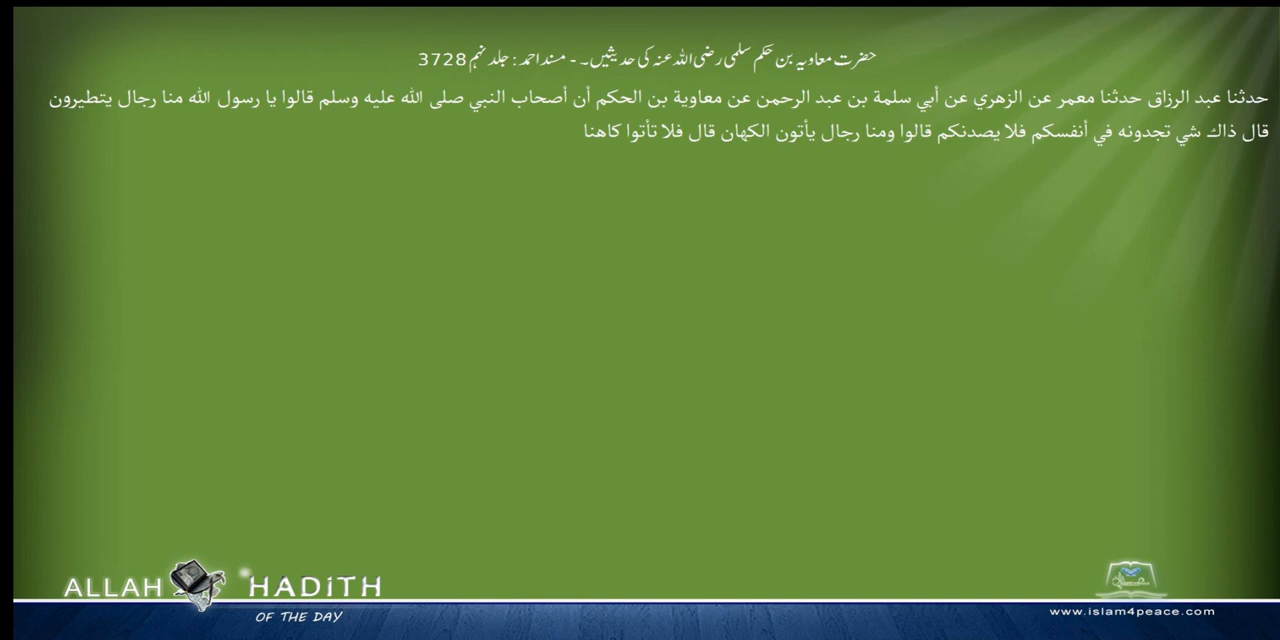 حضرت معاویہ بن حکم سلمی رضی اللہ عنہ کی حدیثیں۔ - مسند احمد : جلد نہم 3728
حدثنا عبد الرزاق حدثنا معمر عن الزهري عن أبي سلمة بن عبد الرحمن عن معاوية بن الحكم أن أصحاب النبي صلى الله عليه وسلم قالوا يا رسول الله منا رجال يتطيرون
قال ذاك شي تجدونه في أنفسكم فلا يصدنكم قالوا ومنا رجال يأتون الكهان قال فلا تأتوا كاهنا
ALLAH HADITH
OF THE DAY
www.islam4peace.com